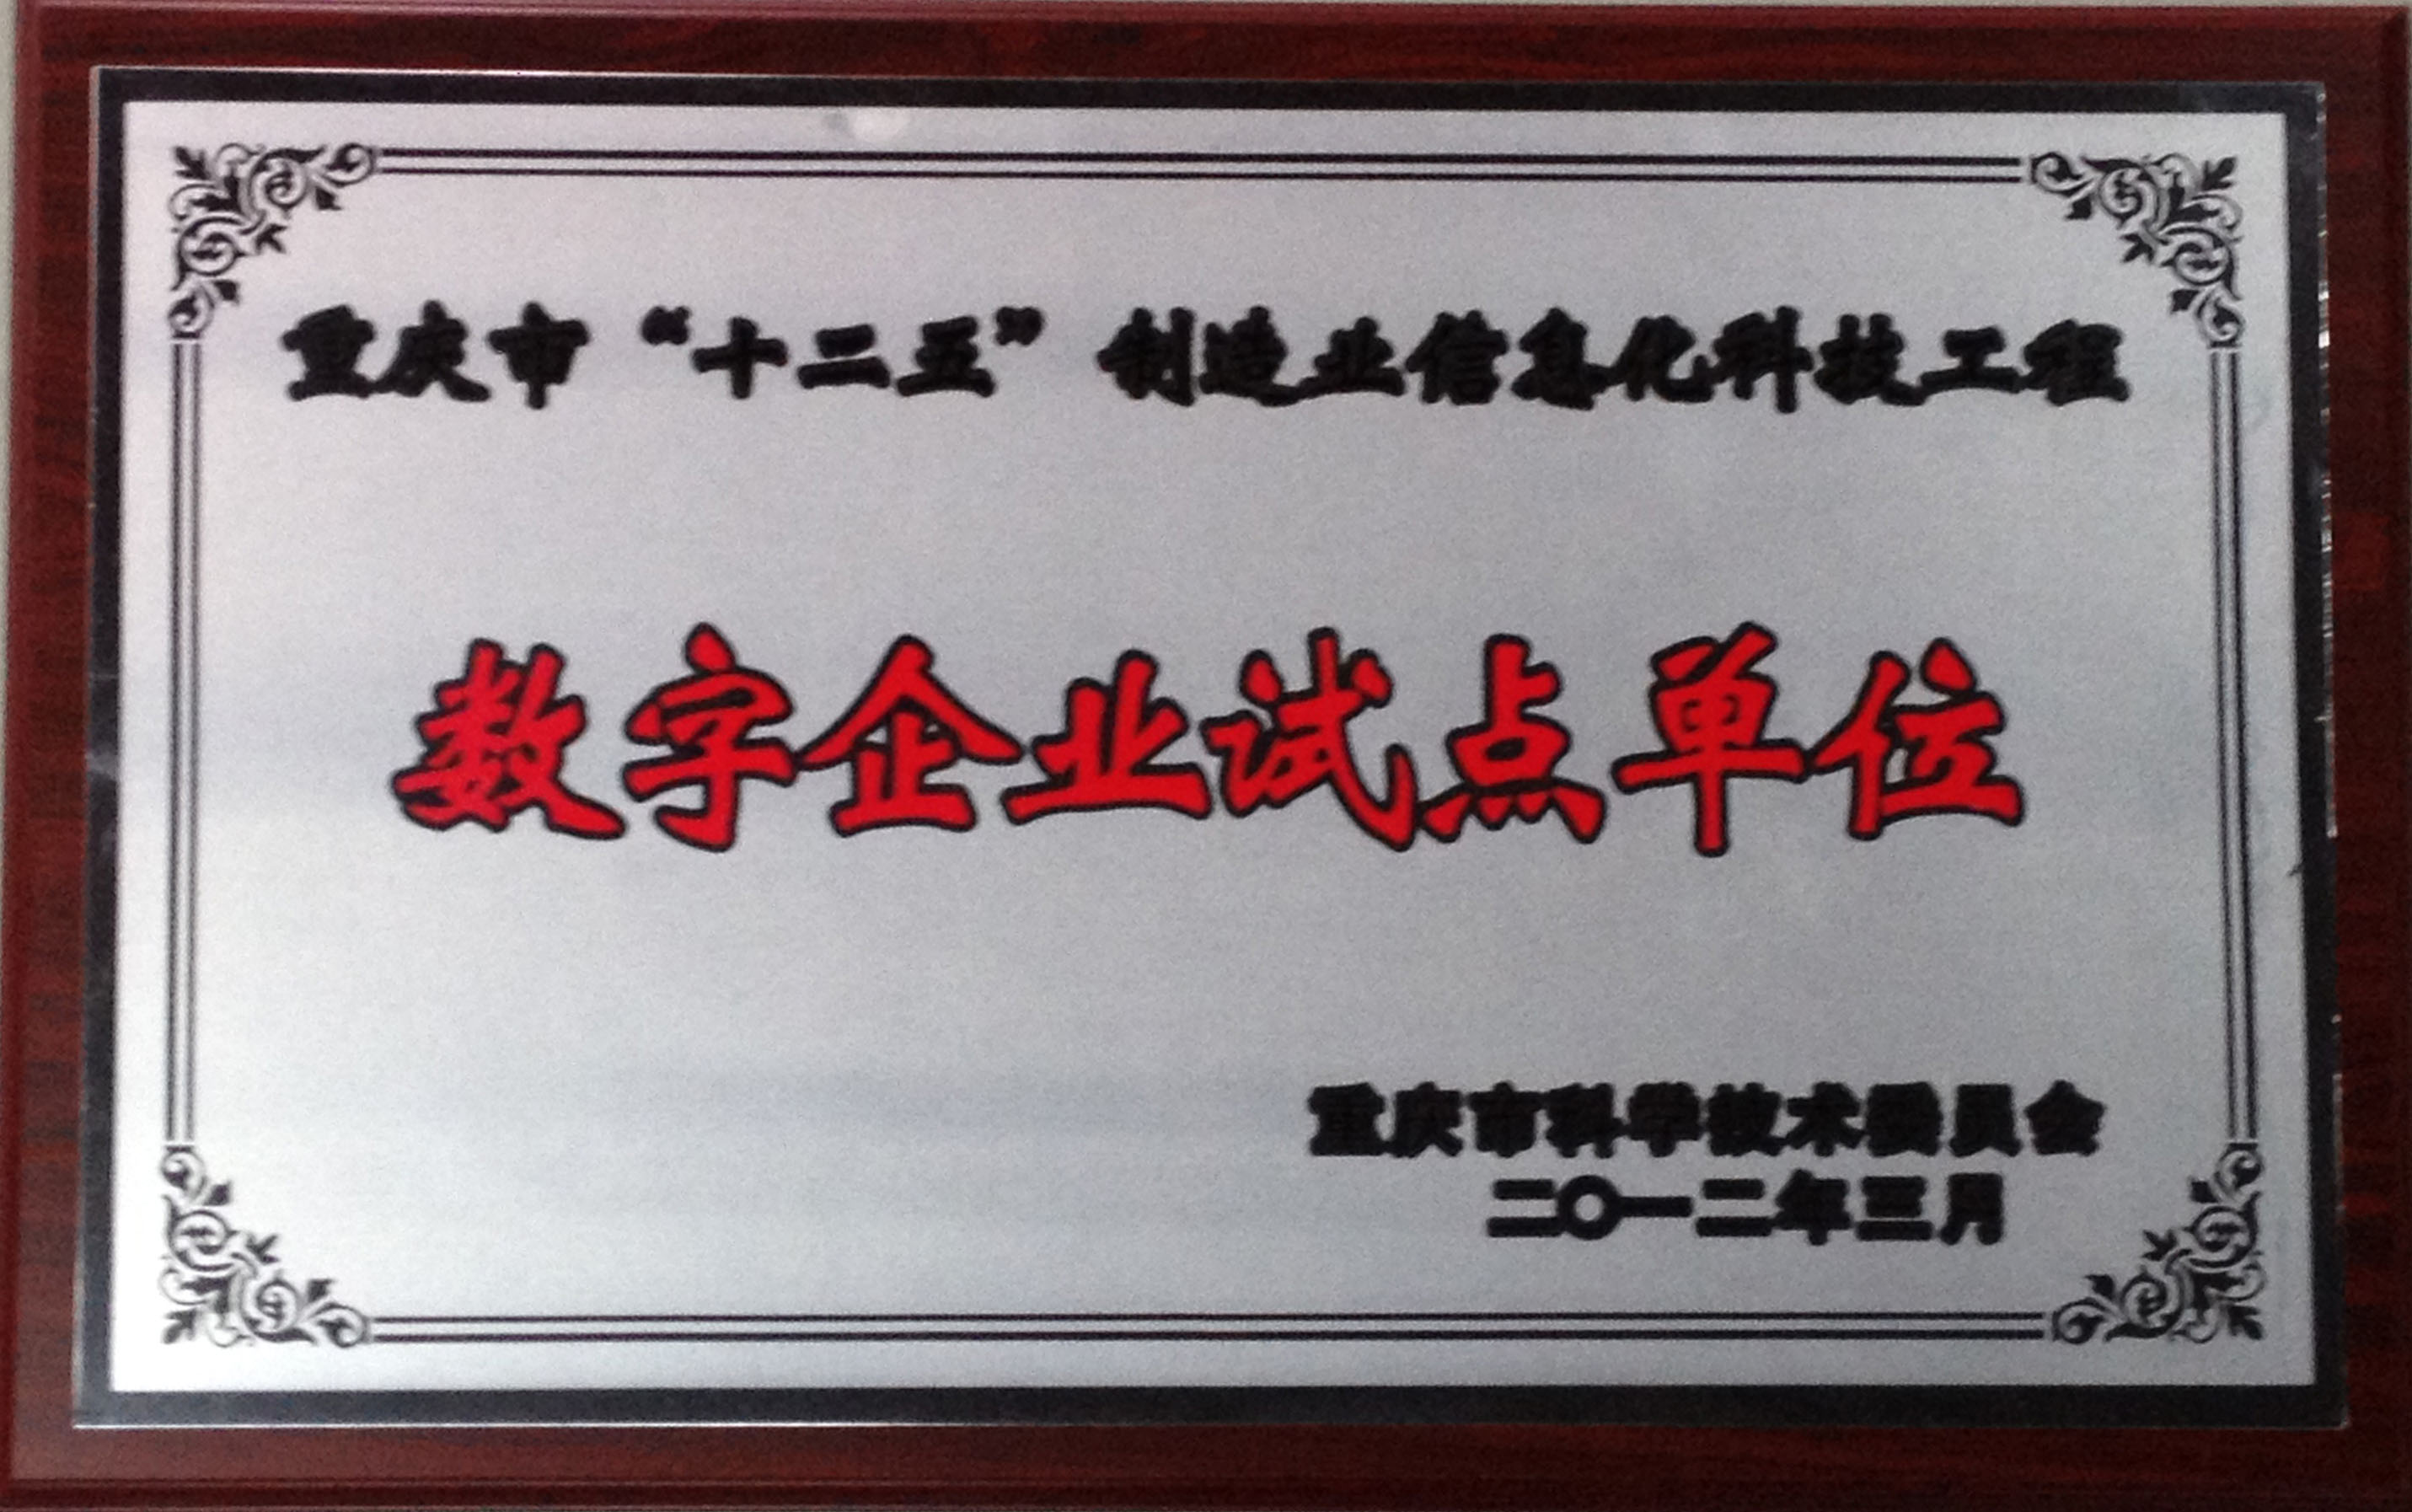 重庆市“十二五”制造业信息化科技工程
数字企业试点单位
重庆市科学技术委员会
二〇一二年三月